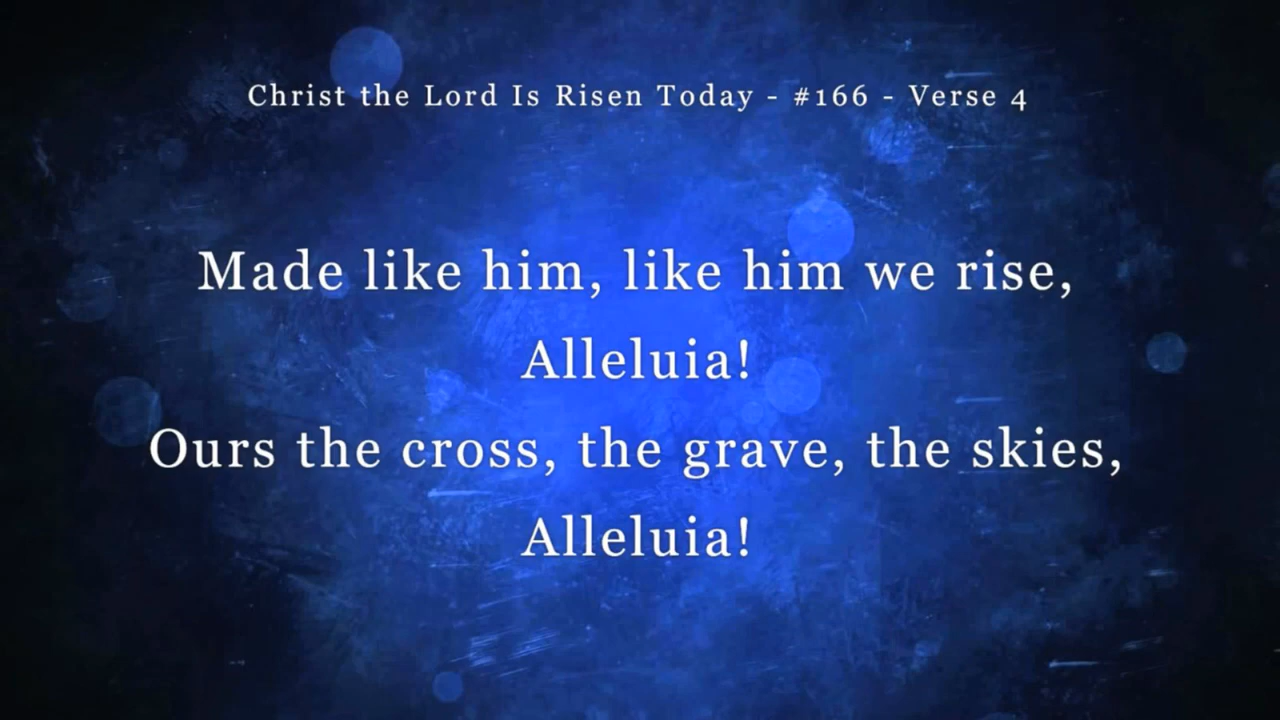 Christ the Lord Is Risen Today - #166 - Verse 4
Made like him, like him we rise,
Alleluia!
Ours the cross, the grave, the skies,
Alleluia!